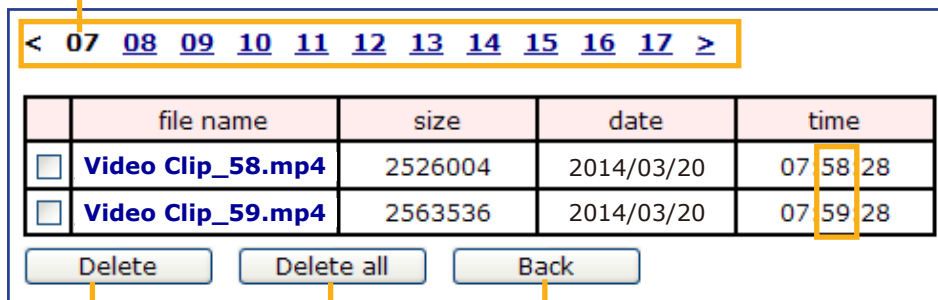 < 07 08 09 10 11 12 13 14 15 16 17 >
file name size date time
Video Clip_58.mp4 2526004 2014/03/20 07:58:28
Video Clip_59.mp4 2563536 2014/03/20 07:59:28
Delete Delete all Back